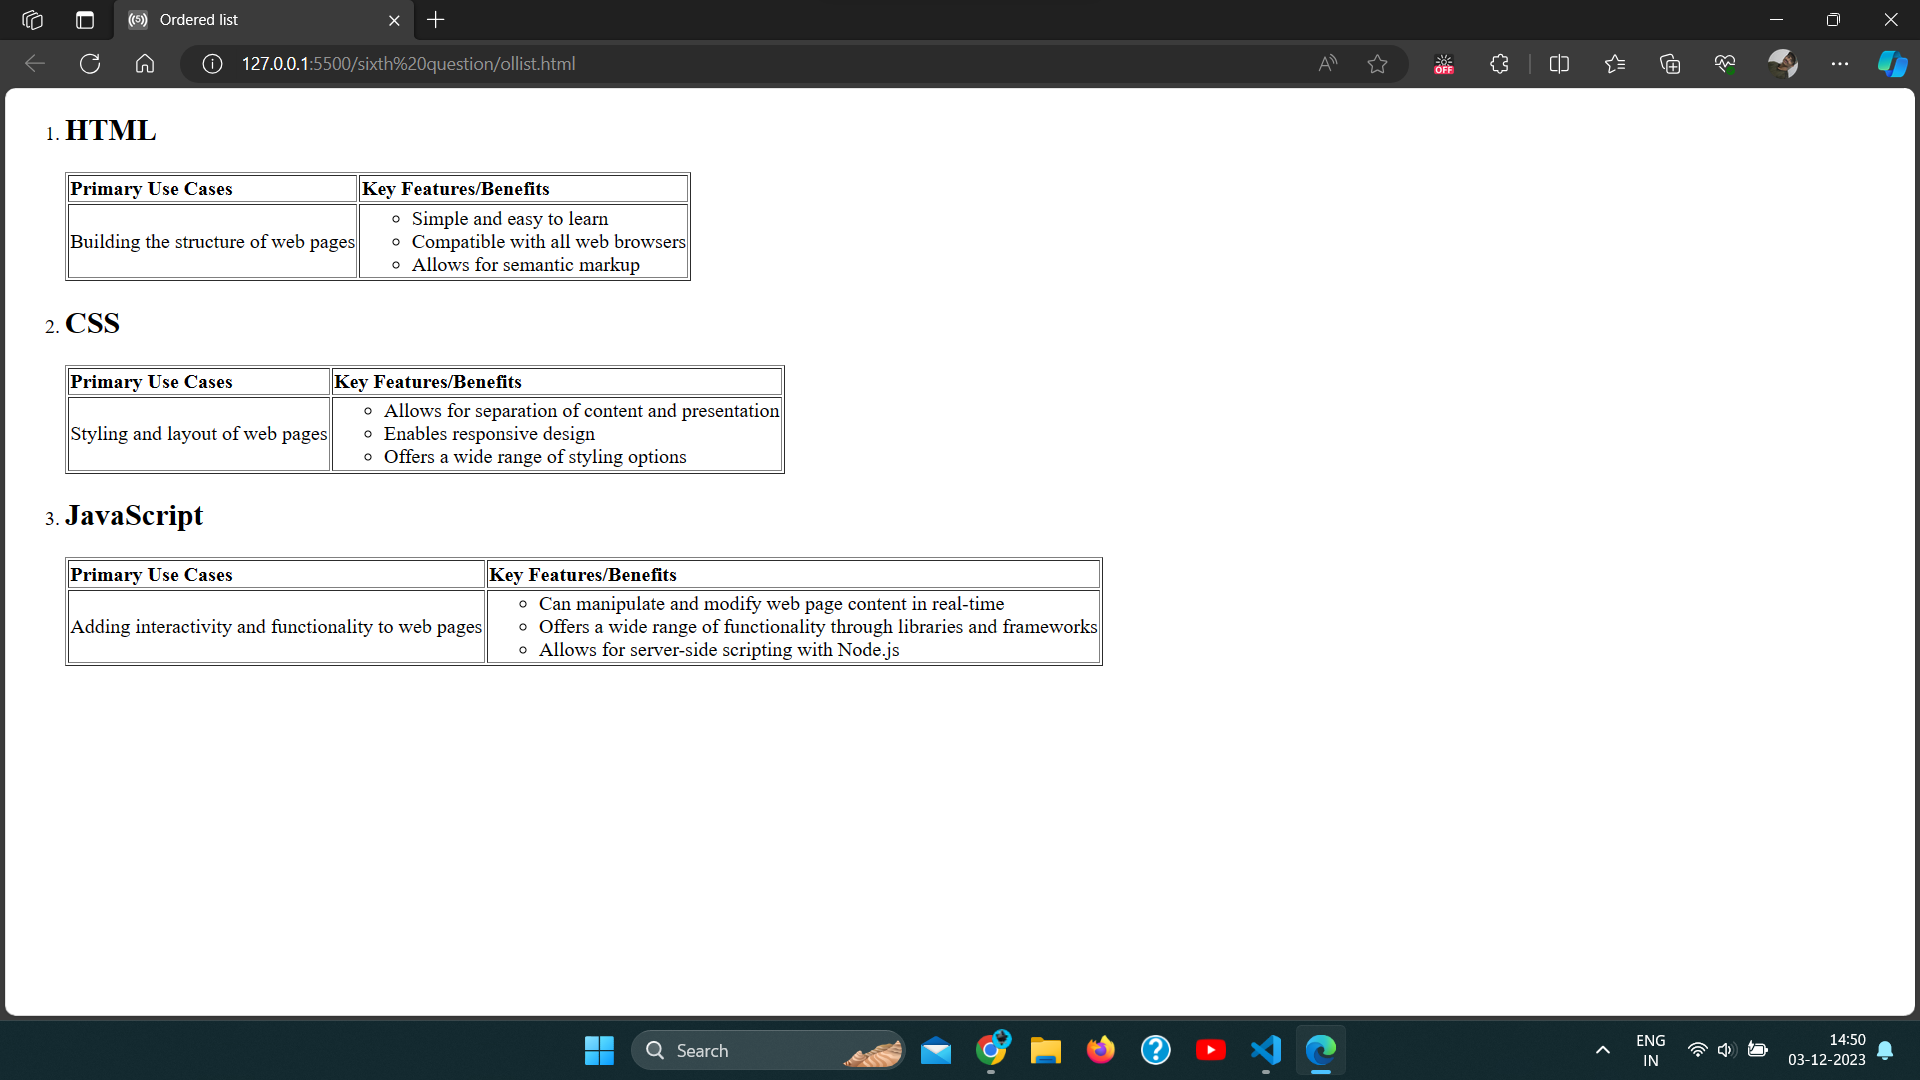 Ordered list
127.0.0.1:5500/sixth%20question/ollist.html
OFF
1. HTML
Primary Use Cases Key Features/Benefits
Building the structure of web pages
Simple and easy to learn
Compatible with all web browsers
Allows for semantic markup
2. CSS
Primary Use Cases Key Features/Benefits
Styling and layout of web pages
Allows for separation of content and presentation
Enables responsive design
Offers a wide range of styling options
3. JavaScript
Primary Use Cases Key Features/Benefits
Adding interactivity and functionality to web pages
Can manipulate and modify web page content in real-time
Offers a wide range of functionality through libraries and frameworks
Allows for server-side scripting with Node.js
Search
ENG
IN
14:50
03-12-2023